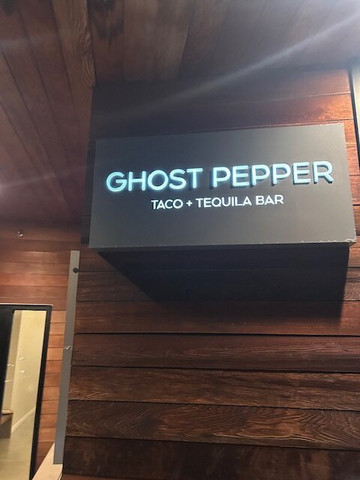 GHOST PEPPER
TACO + TEQUILA BAR